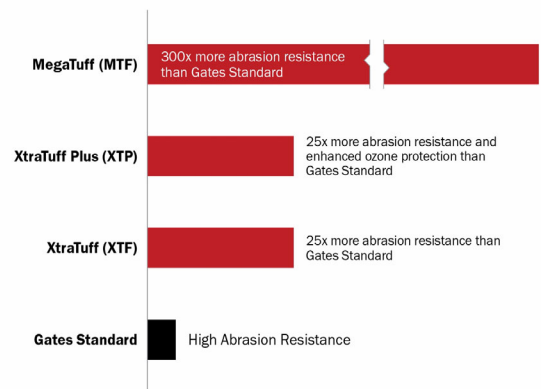 MegaTuff (MTF)
300x more abrasion resistance
than Gates Standard
XtraTuff Plus (XTP)
25x more abrasion resistance and
enhanced ozone protection than
Gates Standard
XtraTuff (XTF)
25x more abrasion resistance than
Gates Standard
Gates Standard
High Abrasion Resistance